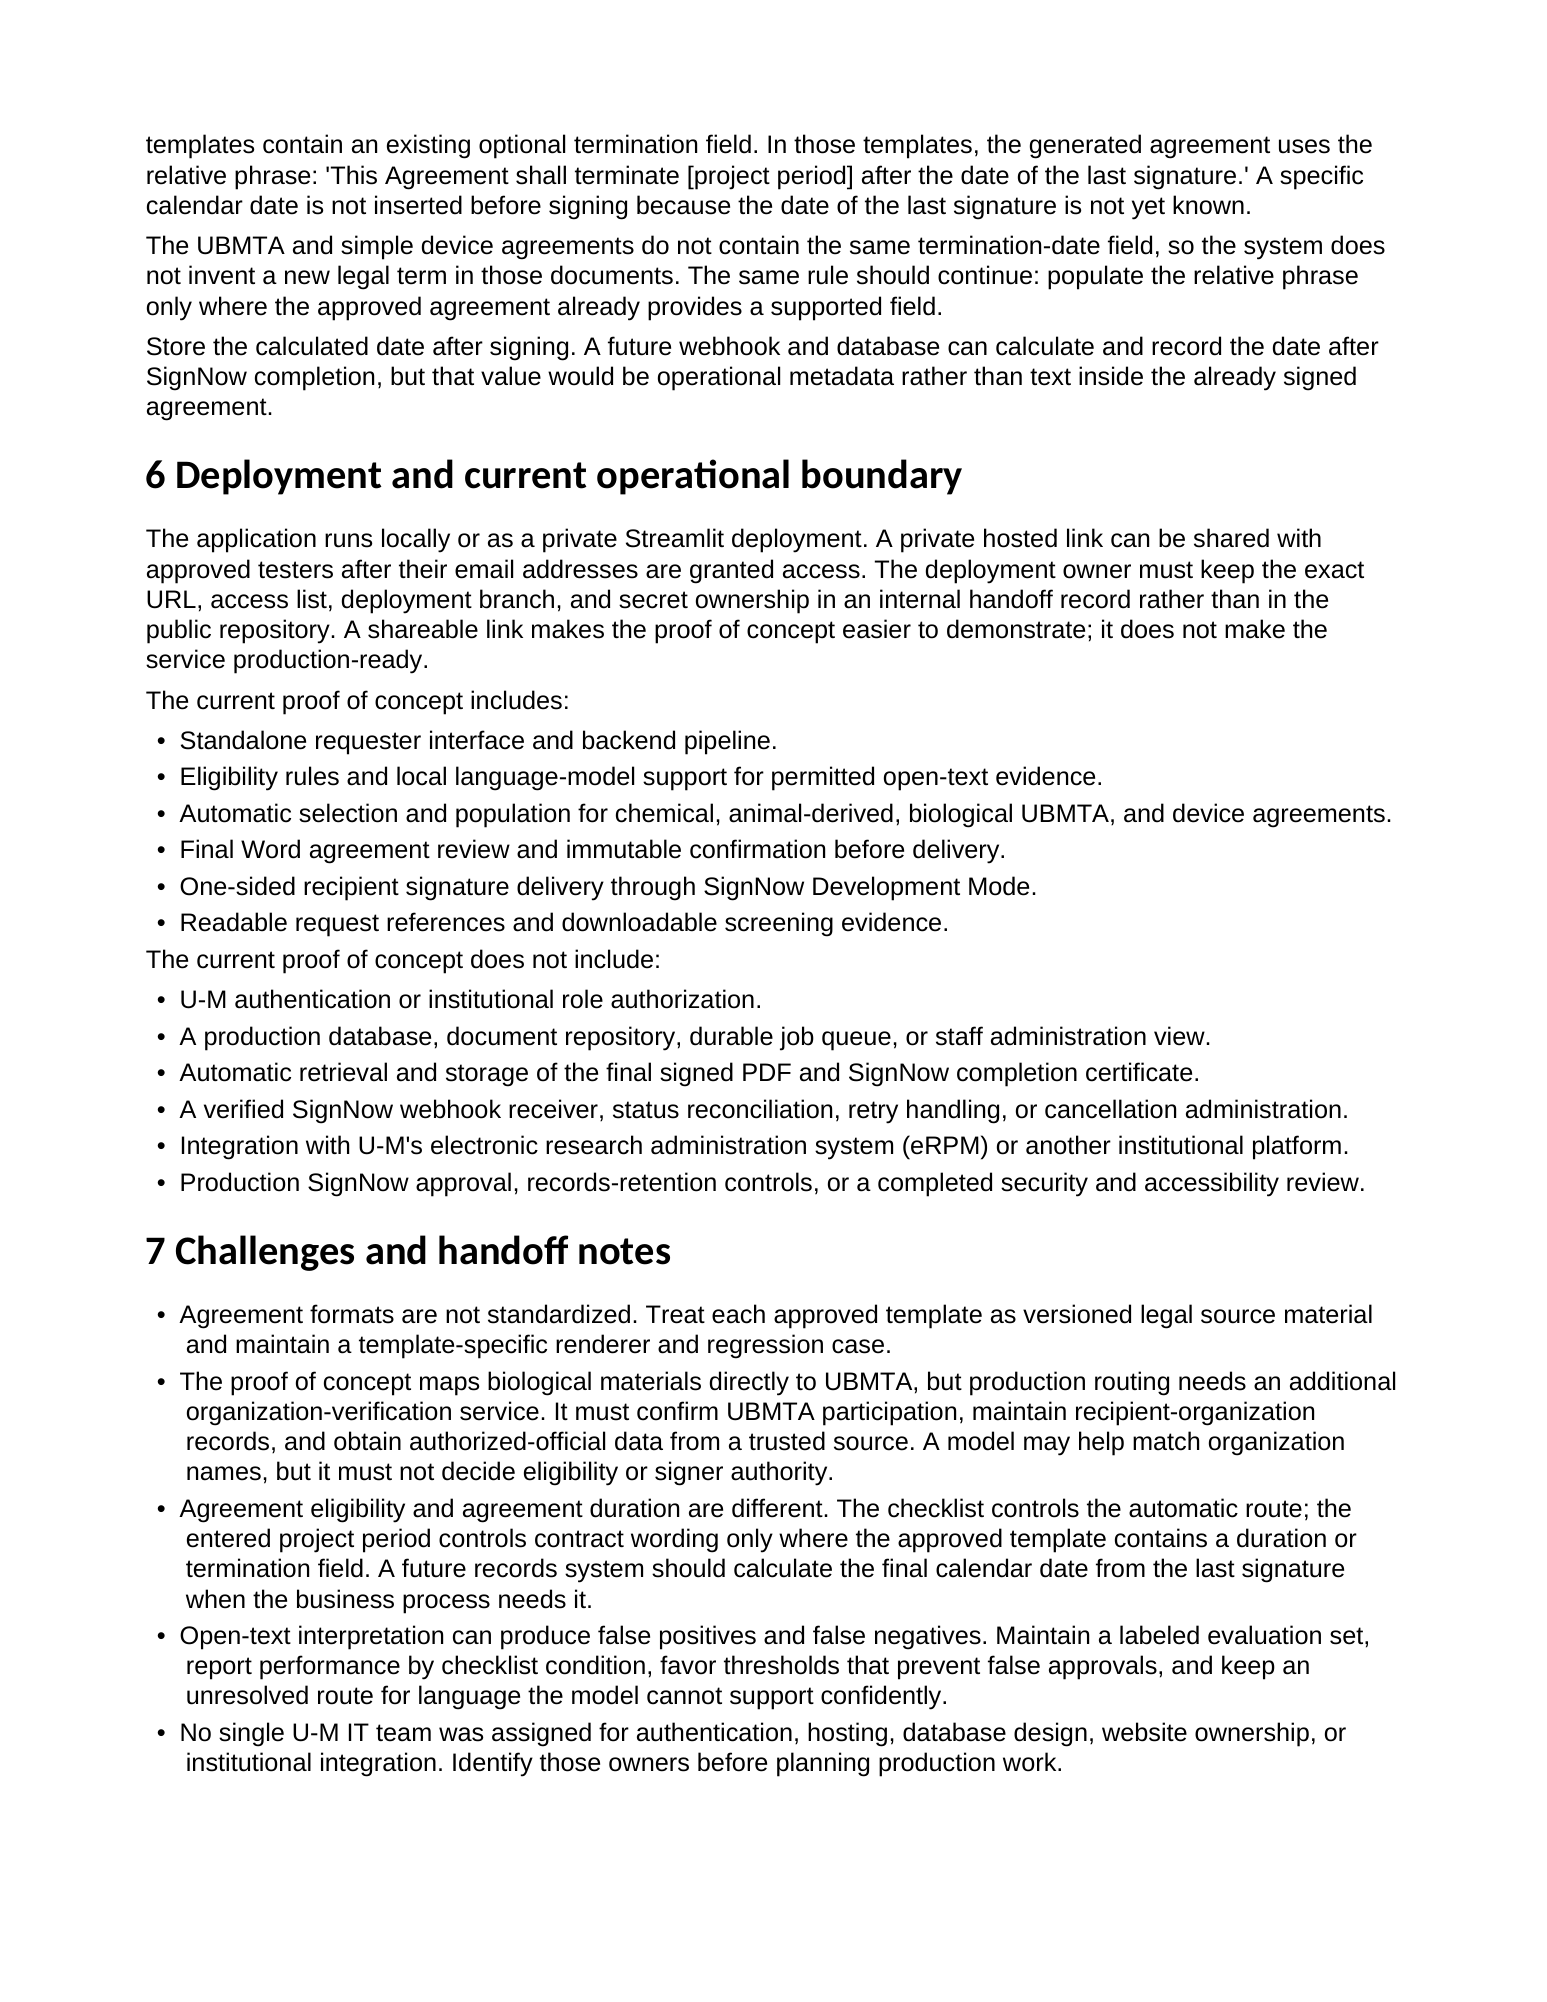 templates contain an existing optional termination field. In those templates, the generated agreement uses the
relative phrase: 'This Agreement shall terminate [project period] after the date of the last signature.' A specific
calendar date is not inserted before signing because the date of the last signature is not yet known.
The UBMTA and simple device agreements do not contain the same termination-date field, so the system does
not invent a new legal term in those documents. The same rule should continue: populate the relative phrase
only where the approved agreement already provides a supported field.
Store the calculated date after signing. A future webhook and database can calculate and record the date after
SignNow completion, but that value would be operational metadata rather than text inside the already signed
agreement.
6 Deployment and current operational boundary
The application runs locally or as a private Streamlit deployment. A private hosted link can be shared with
approved testers after their email addresses are granted access. The deployment owner must keep the exact
URL, access list, deployment branch, and secret ownership in an internal handoff record rather than in the
public repository. A shareable link makes the proof of concept easier to demonstrate; it does not make the
service production-ready.
The current proof of concept includes:
• Standalone requester interface and backend pipeline.
• Eligibility rules and local language-model support for permitted open-text evidence.
• Automatic selection and population for chemical, animal-derived, biological UBMTA, and device agreements.
• Final Word agreement review and immutable confirmation before delivery.
• One-sided recipient signature delivery through SignNow Development Mode.
• Readable request references and downloadable screening evidence.
The current proof of concept does not include:
• U-M authentication or institutional role authorization.
• A production database, document repository, durable job queue, or staff administration view.
• Automatic retrieval and storage of the final signed PDF and SignNow completion certificate.
• A verified SignNow webhook receiver, status reconciliation, retry handling, or cancellation administration.
• Integration with U-M's electronic research administration system (eRPM) or another institutional platform.
• Production SignNow approval, records-retention controls, or a completed security and accessibility review.
7 Challenges and handoff notes
• Agreement formats are not standardized. Treat each approved template as versioned legal source material
and maintain a template-specific renderer and regression case.
• The proof of concept maps biological materials directly to UBMTA, but production routing needs an additional
organization-verification service. It must confirm UBMTA participation, maintain recipient-organization
records, and obtain authorized-official data from a trusted source. A model may help match organization
names, but it must not decide eligibility or signer authority.
• Agreement eligibility and agreement duration are different. The checklist controls the automatic route; the
entered project period controls contract wording only where the approved template contains a duration or
termination field. A future records system should calculate the final calendar date from the last signature
when the business process needs it.
• Open-text interpretation can produce false positives and false negatives. Maintain a labeled evaluation set,
report performance by checklist condition, favor thresholds that prevent false approvals, and keep an
unresolved route for language the model cannot support confidently.
• No single U-M IT team was assigned for authentication, hosting, database design, website ownership, or
institutional integration. Identify those owners before planning production work.